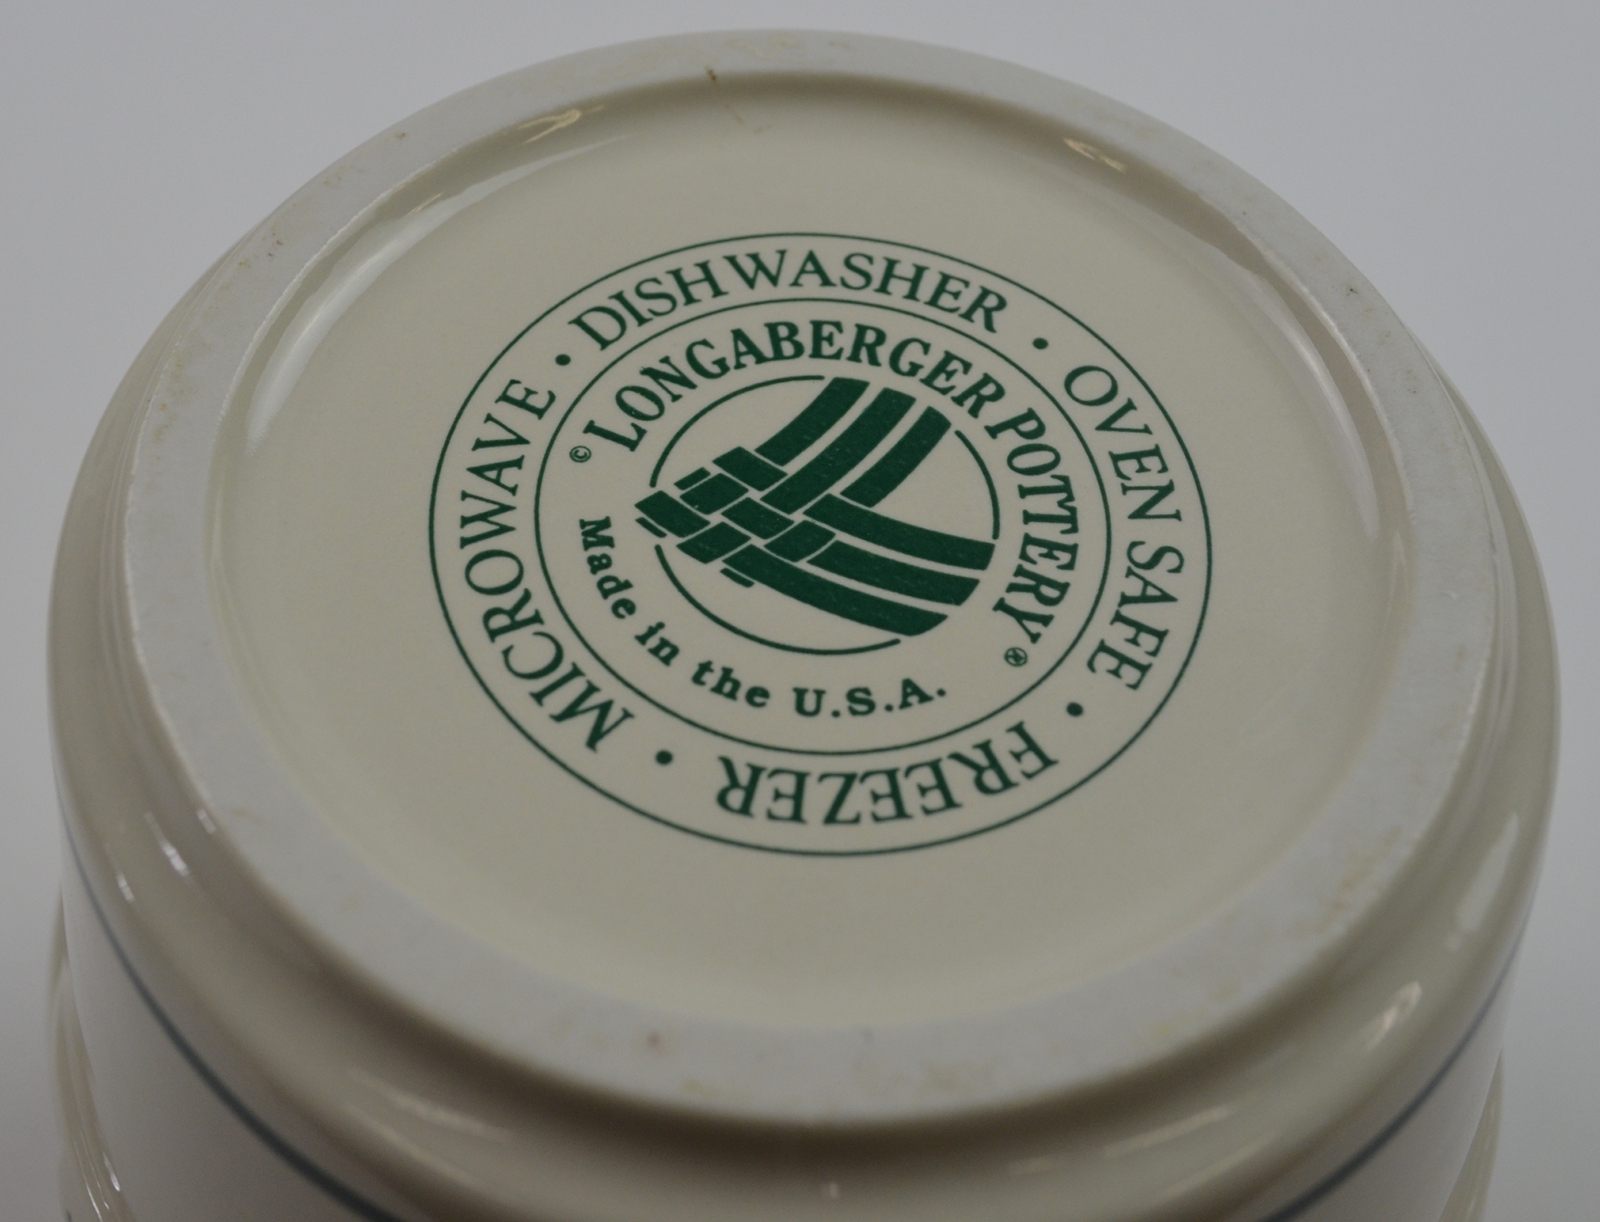 MICROWAVE • DISHWASHER • OVEN SAFE • FREEZER •
© LONGABERGER POTTERY ®
Made in the U.S.A.